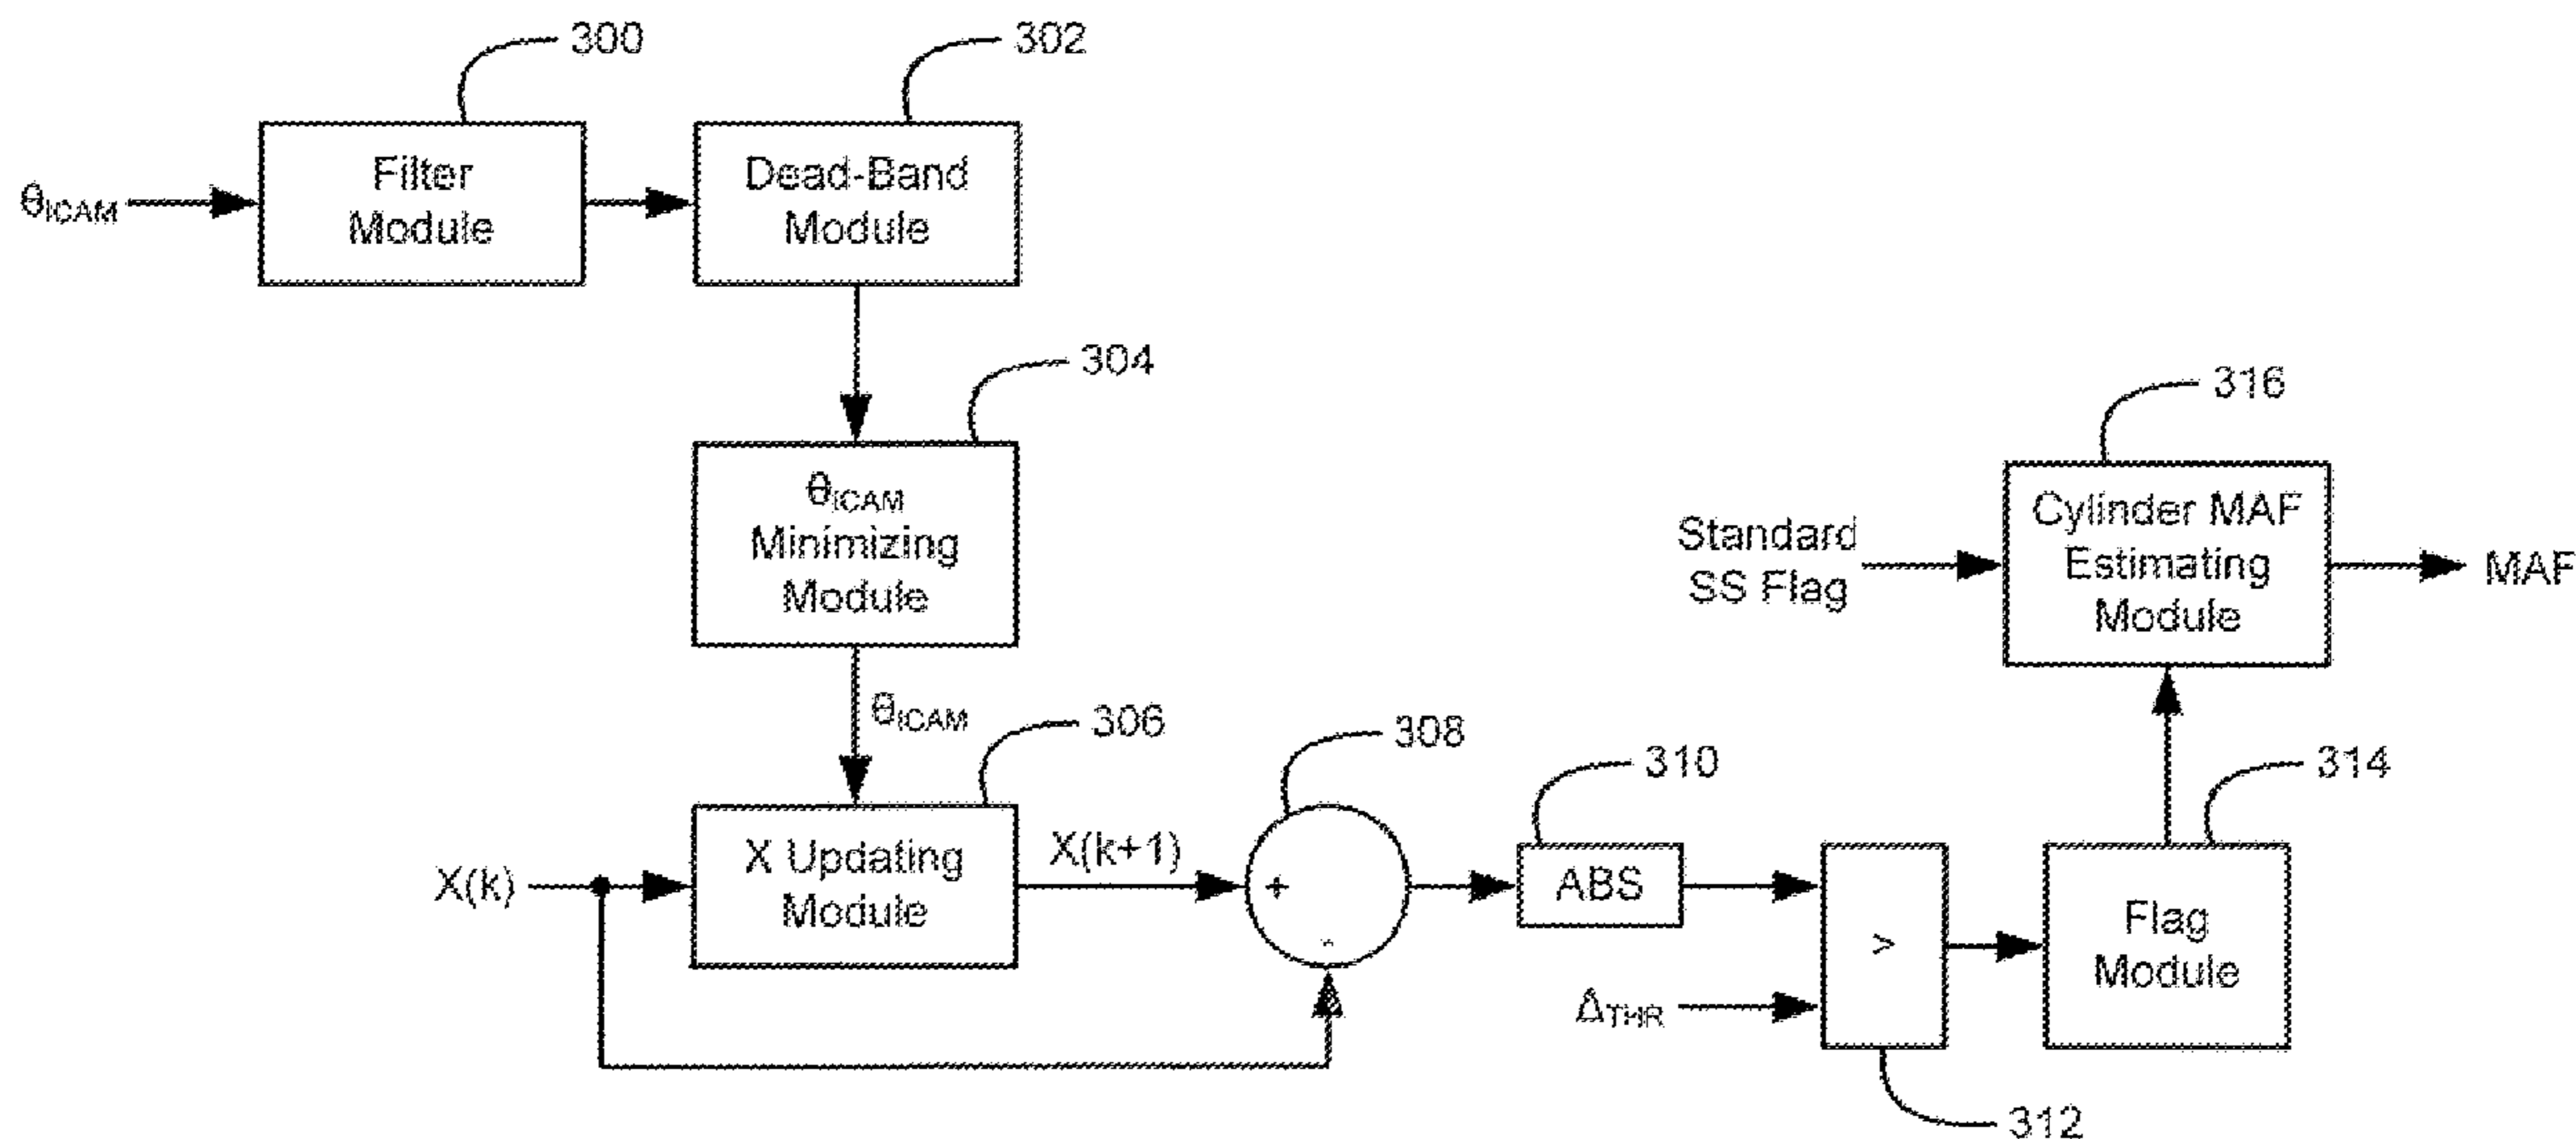 300
302
θICAM
Filter
Module
Dead-Band
Module
304
θICAM
Minimizing
Module
θICAM
316
Standard
SS Flag
Cylinder MAF
Estimating
Module
MAF
306
308
310
314
X(k)
X Updating
Module
X(k+1)
+
-
ABS
ΔTHR
>
Flag
Module
312